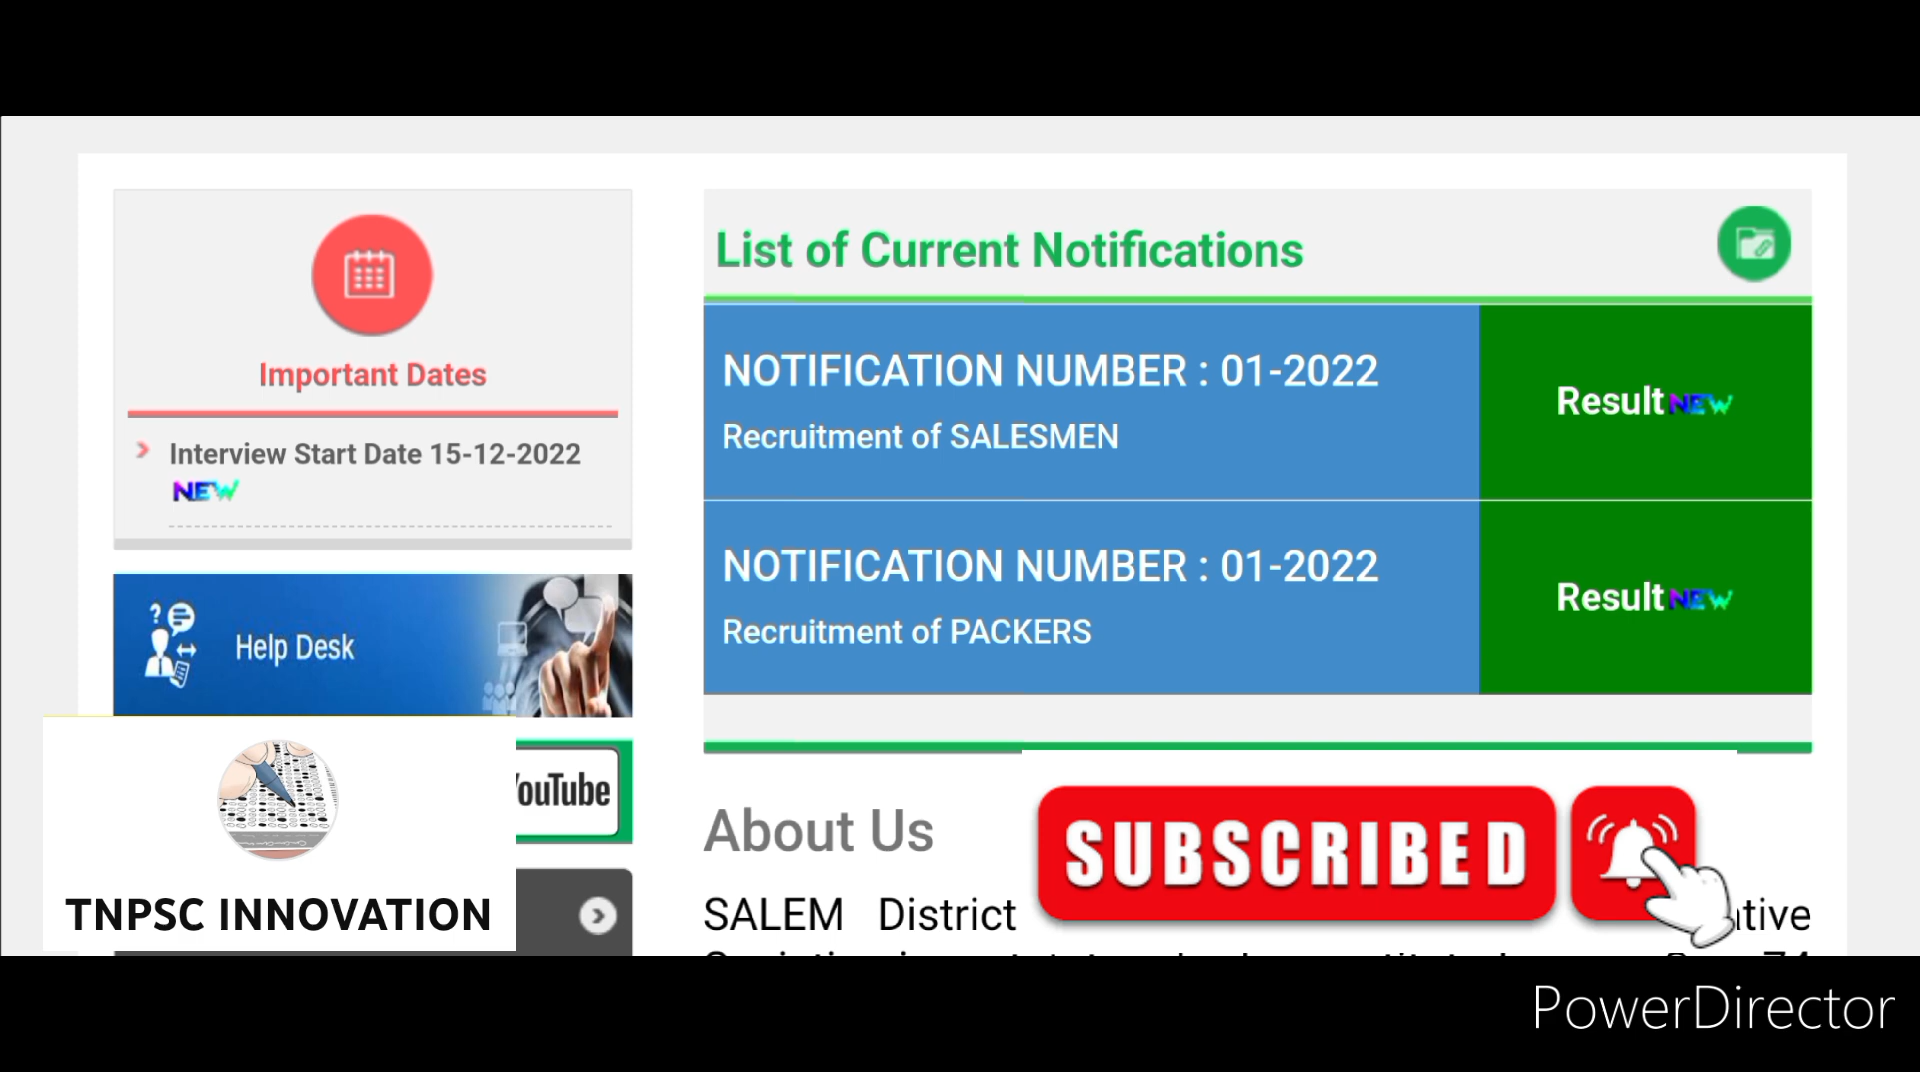 Important Dates
Interview Start Date 15-12-2022
NEW
Help Desk
YouTube
TNPSC INNOVATION
List of Current Notifications
NOTIFICATION NUMBER : 01-2022
Recruitment of SALESMEN
Result NEW
NOTIFICATION NUMBER : 01-2022
Recruitment of PACKERS
Result NEW
About Us
SUBSCRIBED
SALEM District
PowerDirector